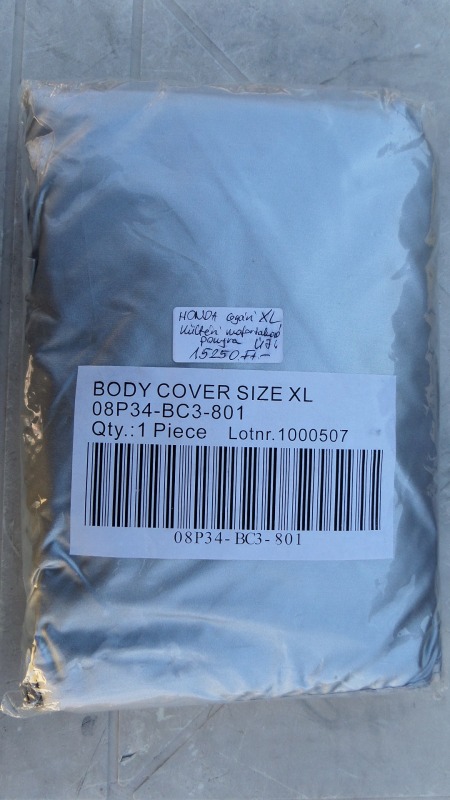 HONDA gyári XL
Kültéri motortakaró
ponyva ÚJ
15250 Ft.-
BODY COVER SIZE XL
08P34-BC3-801
Qty.:1 Piece Lotnr.1000507
08P34-BC3-801